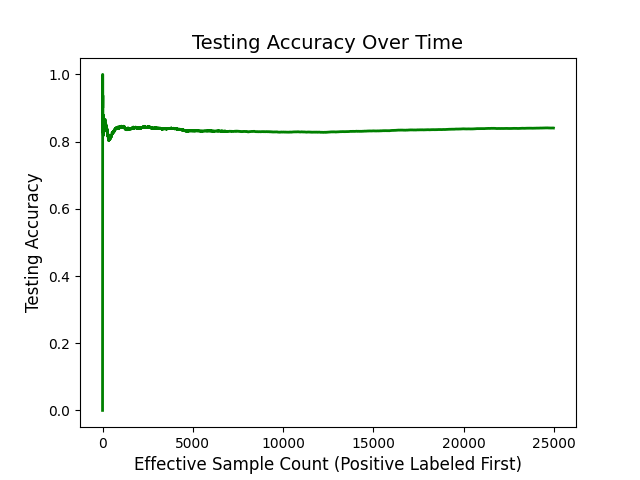 Testing Accuracy Over Time
Testing Accuracy
1.0
0.8
0.6
0.4
0.2
0.0
0 5000 10000 15000 20000 25000
Effective Sample Count (Positive Labeled First)